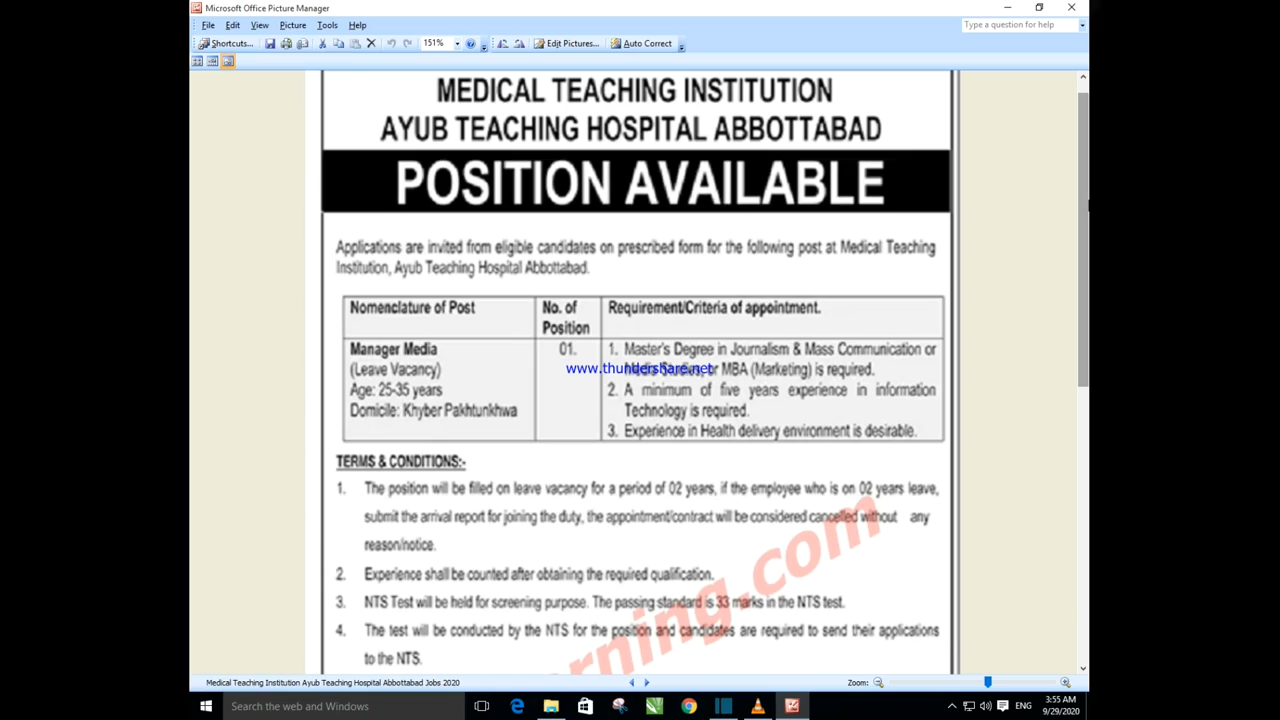 Microsoft Office Picture Manager
File Edit View Picture Tools Help
Type a question for help
Shortcuts... 151% Edit Pictures... Auto Correct
MEDICAL TEACHING INSTITUTION
AYUB TEACHING HOSPITAL ABBOTTABAD
POSITION AVAILABLE
Applications are invited from eligible candidates on prescribed form for the following post at Medical Teaching
Institution, Ayub Teaching Hospital Abbottabad.
Nomenclature of Post
No. of
Position
Requirement/Criteria of appointment.
Manager Media
(Leave Vacancy)
Age: 25-35 years
Domicile: Khyber Pakhtunkhwa
01.
1. Master's Degree in Journalism & Mass Communication or
or MBA (Marketing) is required.
2. A minimum of five years experience in information
Technology is required.
3. Experience in Health delivery environment is desirable.
www.thundershare.net
TERMS & CONDITIONS:-
1. The position will be filled on leave vacancy for a period of 02 years, if the employee who is on 02 years leave,
submit the arrival report for joining the duty, the appointment/contract will be considered cancelled without any
reason/notice.
2. Experience shall be counted after obtaining the required qualification.
3. NTS Test will be held for screening purpose. The passing standard is 33 marks in the NTS test.
4. The test will be conducted by the NTS for the position and candidates are required to send their applications
to the NTS.
rning.com
Medical Teaching Institution Ayub Teaching Hospital Abbottabad Jobs 2020
Zoom:
Search the web and Windows
ENG
3:55 AM
9/29/2020